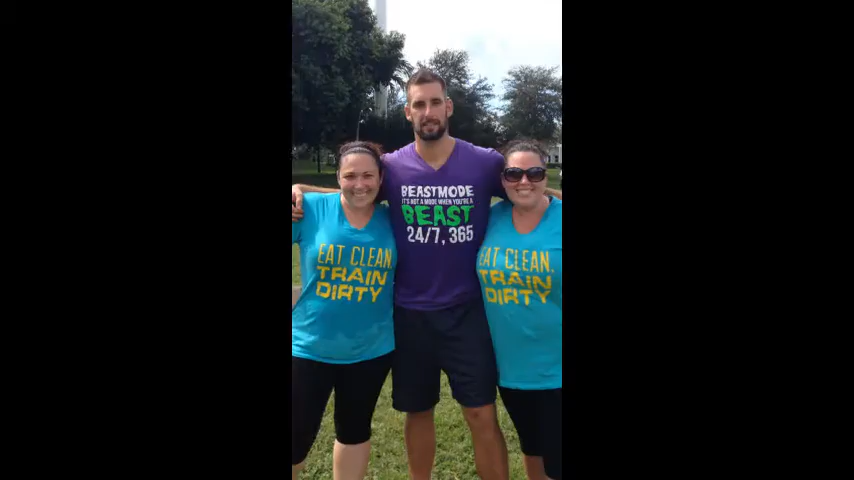 EAT CLEAN.
TRAIN
DIRTY
BEASTMODE
IT'S NOT A MODE WHEN YOU'RE A
BEAST
24/7, 365
EAT CLEAN.
TRAIN
DIRTY